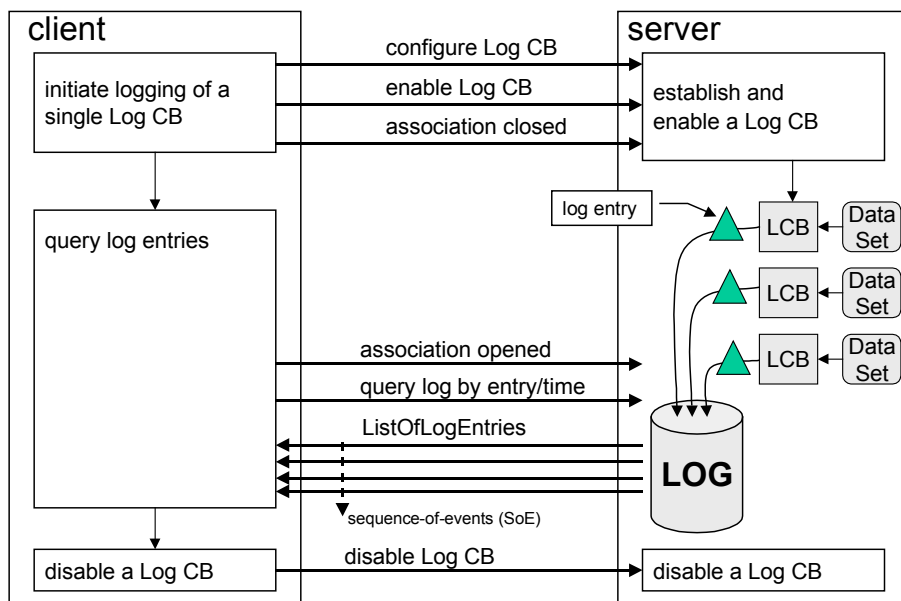 client
server
configure Log CB
initiate logging of a
single Log CB
enable Log CB
establish and
enable a Log CB
association closed
log entry
LCB
Data
Set
query log entries
LCB
Data
Set
association opened
LCB
Data
Set
query log by entry/time
ListOfLogEntries
LOG
sequence-of-events (SoE)
disable a Log CB
disable Log CB
disable a Log CB